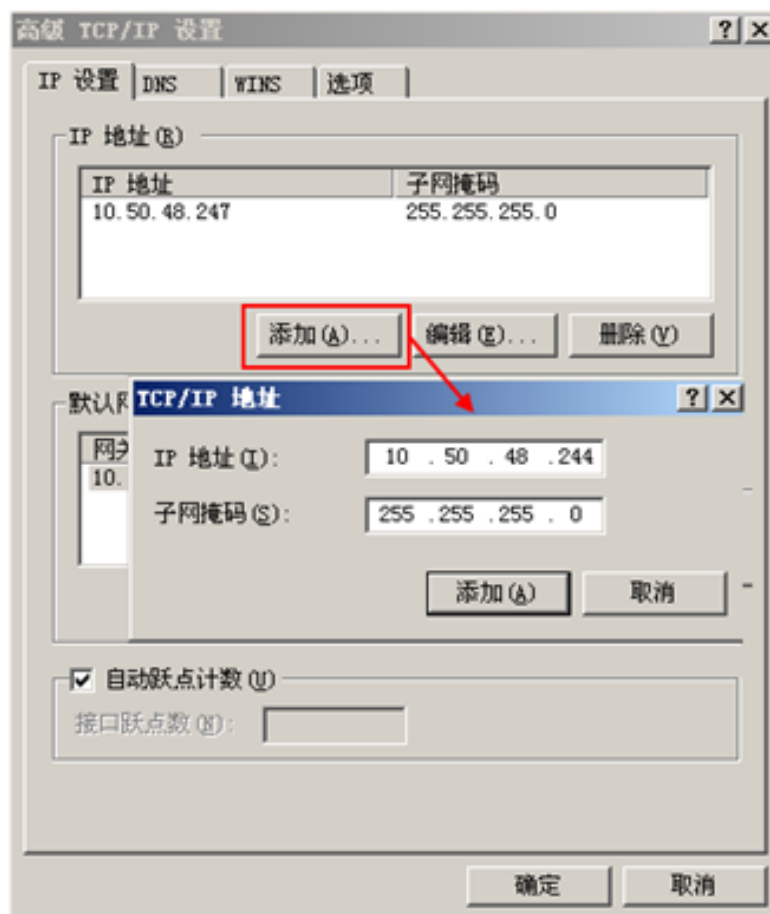 高级 TCP/IP 设置
IP 设置 DNS WINS 选项
IP 地址(R)
IP 地址 子网掩码
10.50.48.247 255.255.255.0
添加(A)... 编辑(E)... 删除(V)
默认
TCP/IP 地址
网关
10.
IP 地址(I): 10 . 50 . 48 .244
子网掩码(S): 255 .255 .255 . 0
添加(A) 取消
自动跃点计数(U)
接口跃点数(N):
确定 取消